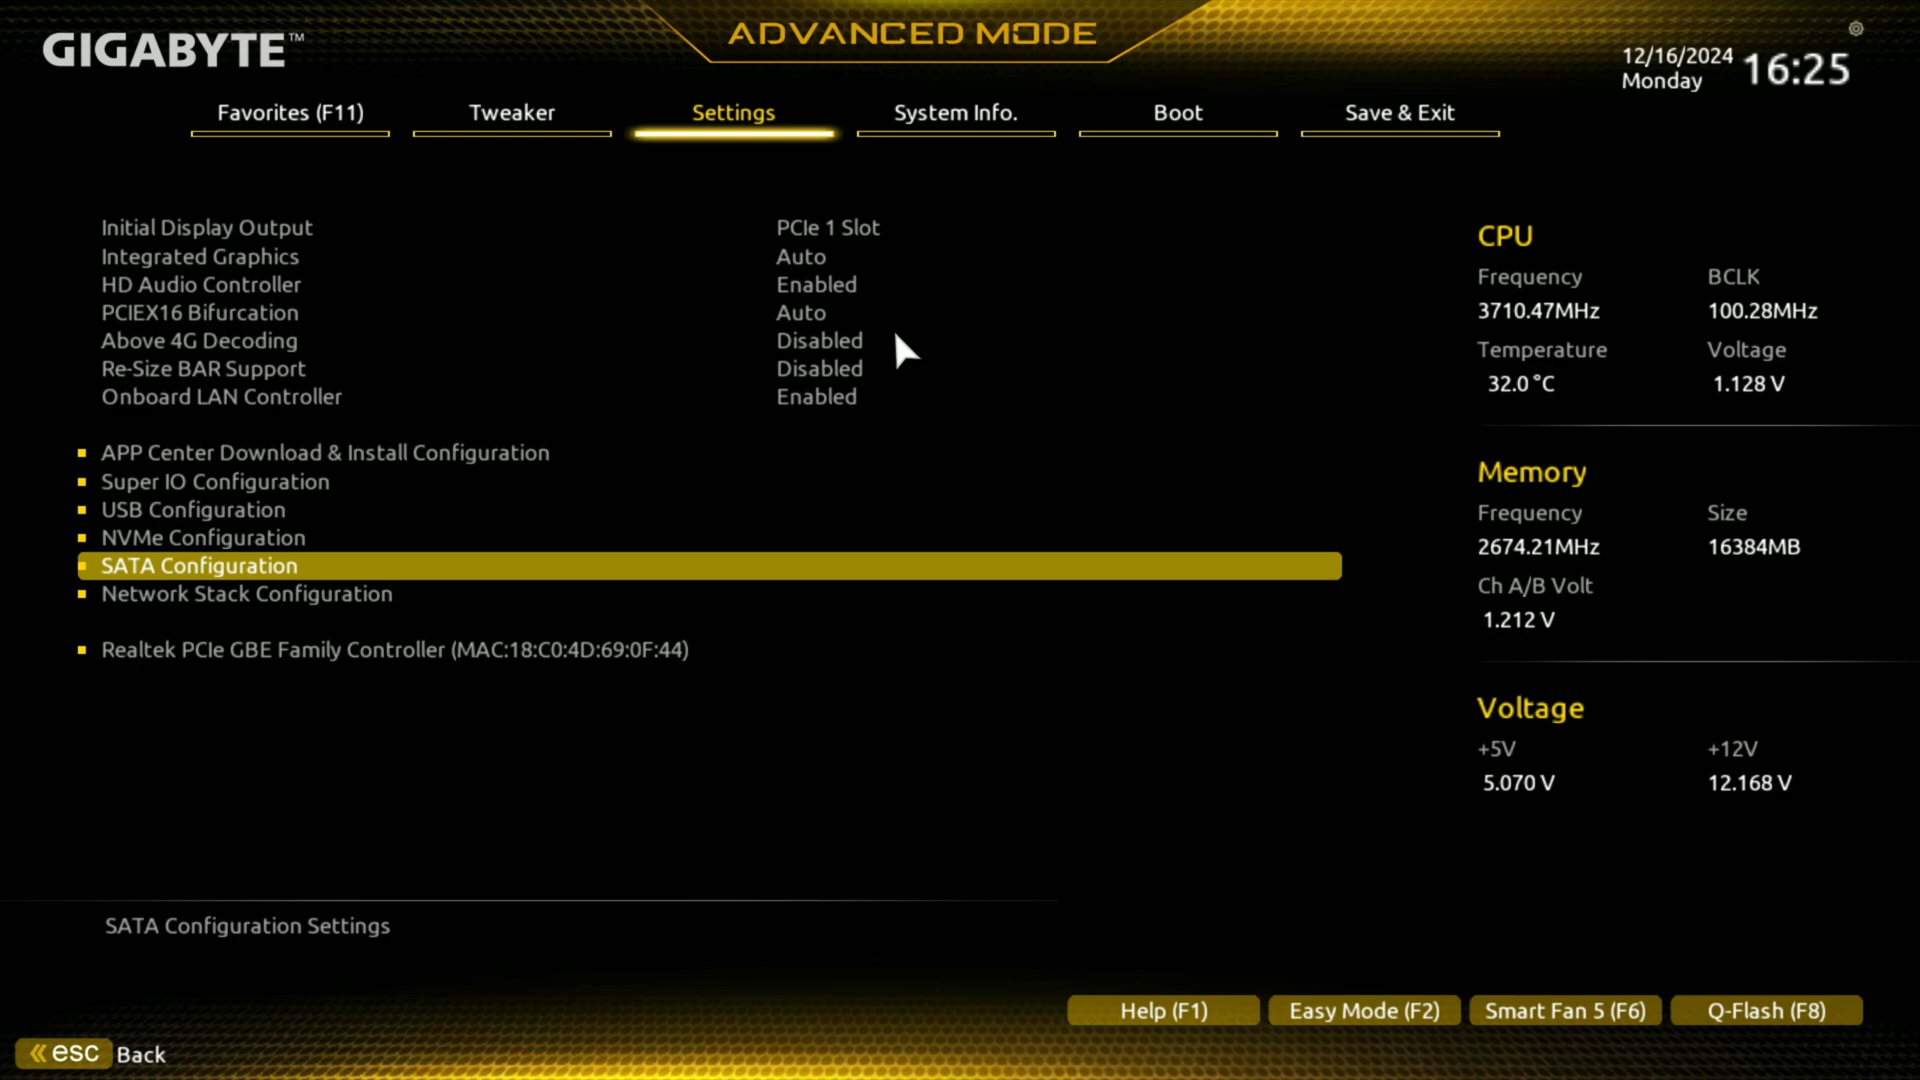 GIGABYTE™
ADVANCED MODE
12/16/2024
Monday
16:25
Favorites (F11) Tweaker Settings System Info. Boot Save & Exit
Initial Display Output PCIe 1 Slot
Integrated Graphics Auto
HD Audio Controller Enabled
PCIEX16 Bifurcation Auto
Above 4G Decoding Disabled
Re-Size BAR Support Disabled
Onboard LAN Controller Enabled
APP Center Download & Install Configuration
Super IO Configuration
USB Configuration
NVMe Configuration
SATA Configuration
Network Stack Configuration
Realtek PCIe GBE Family Controller (MAC:18:C0:4D:69:0F:44)
CPU
Frequency BCLK
3710.47MHz 100.28MHz
Temperature Voltage
32.0 °C 1.128 V
Memory
Frequency Size
2674.21MHz 16384MB
Ch A/B Volt
1.212 V
Voltage
+5V +12V
5.070 V 12.168 V
SATA Configuration Settings
Help (F1) Easy Mode (F2) Smart Fan 5 (F6) Q-Flash (F8)
esc Back